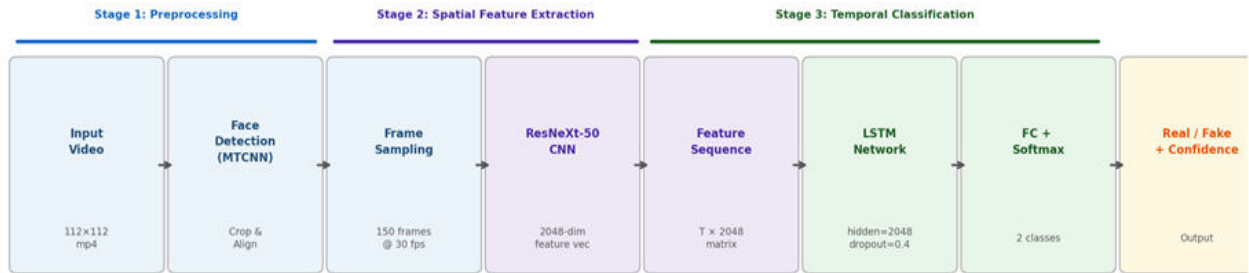 Stage 1: Preprocessing
Stage 2: Spatial Feature Extraction
Stage 3: Temporal Classification
Input
Video
112×112
mp4
Face
Detection
(MTCNN)
Crop &
Align
Frame
Sampling
150 frames
@ 30 fps
ResNeXt-50
CNN
2048-dim
feature vec
Feature
Sequence
T × 2048
matrix
LSTM
Network
hidden=2048
dropout=0.4
FC +
Softmax
2 classes
Real / Fake
+ Confidence
Output